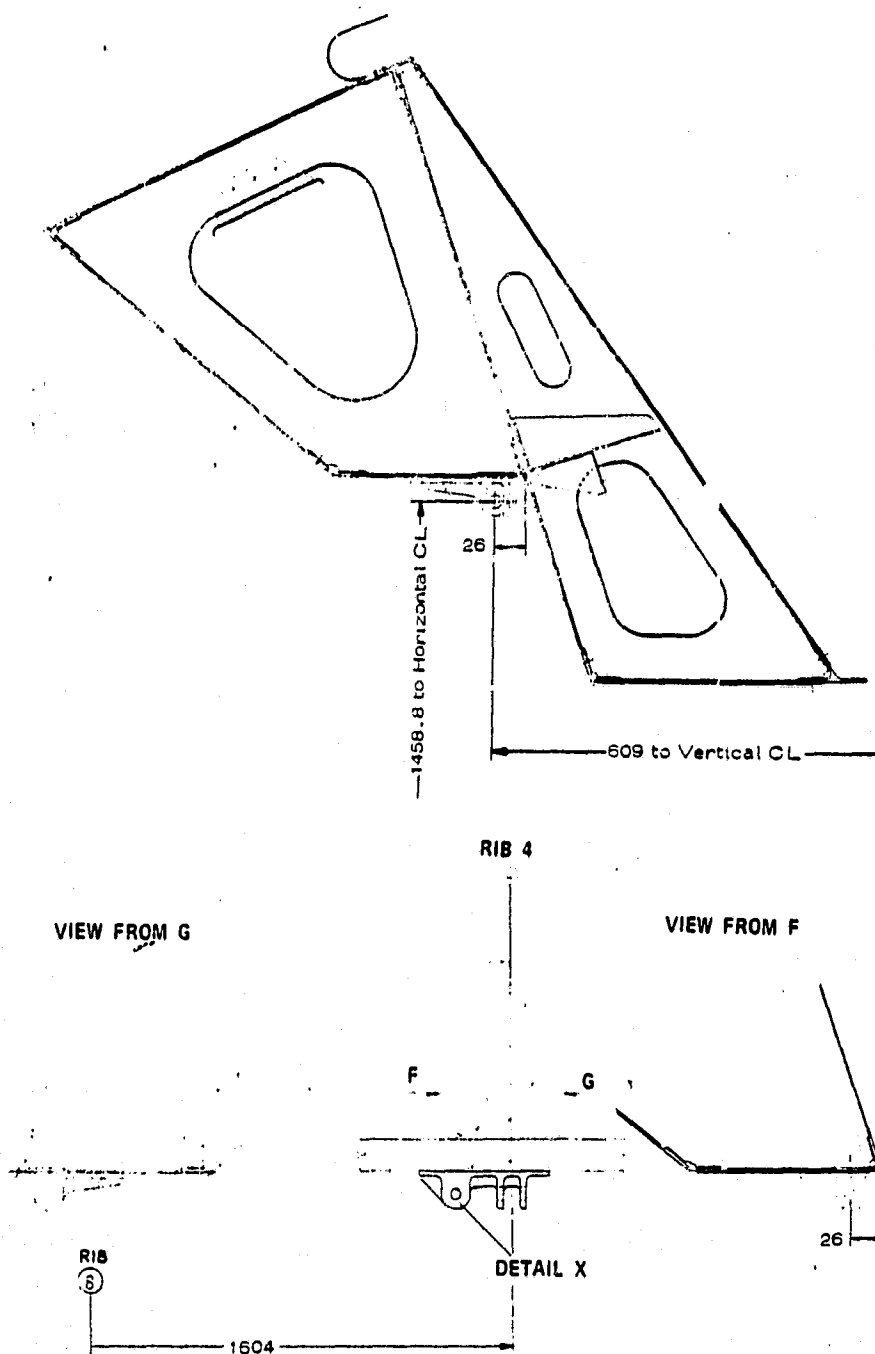 26
1458.8 to Horizontal CL
609 to Vertical CL
RIB 4
VIEW FROM G
VIEW FROM F
F
G
26
DETAIL X
RIB
6
1604